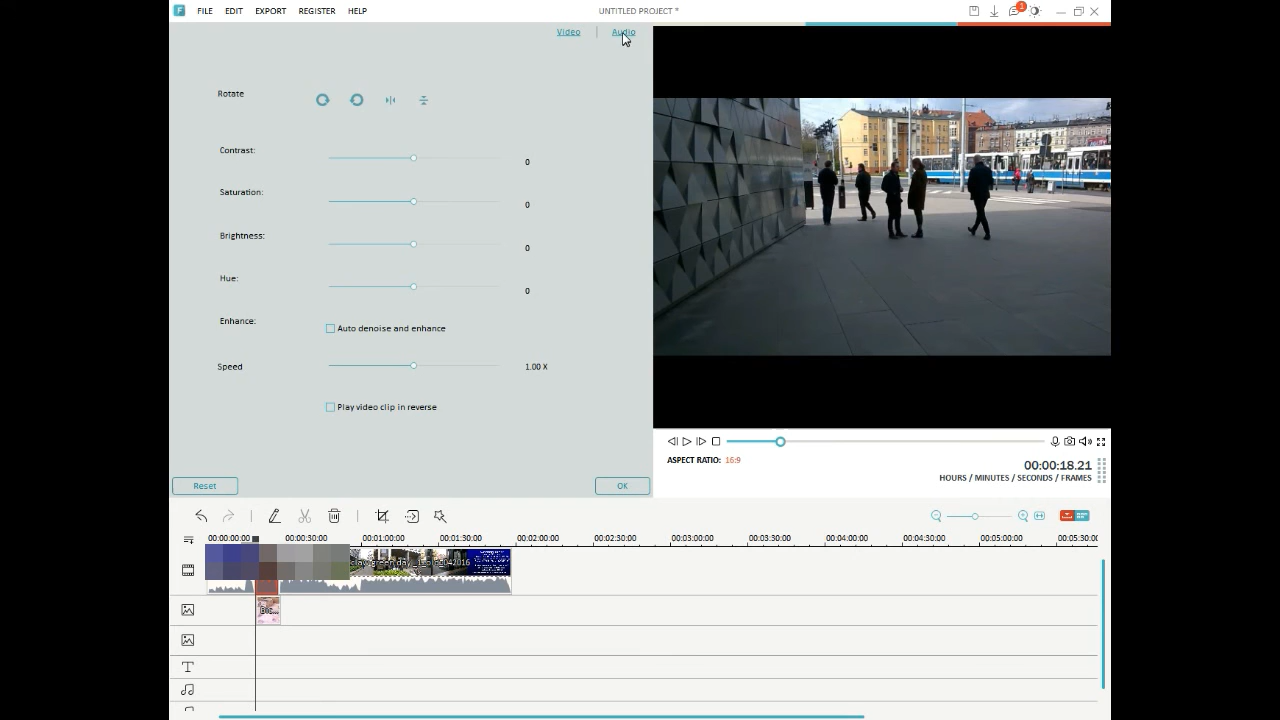 FILE EDIT EXPORT REGISTER HELP UNTITLED PROJECT * 1
Video | Audio
Rotate
Contrast: 0
Saturation: 0
Brightness: 0
Hue: 0
Enhance: Auto denoise and enhance
Speed 1.00 X
Play video clip in reverse
Reset OK
ASPECT RATIO: 16:9
00:00:18.21
HOURS / MINUTES / SECONDS / FRAMES
00:00:00:00 00:00:30:00 00:01:00:00 00:01:30:00 00:02:00:00 00:02:30:00 00:03:00:00 00:03:30:00 00:04:00:00 00:04:30:00 00:05:00:00 00:05:30:0